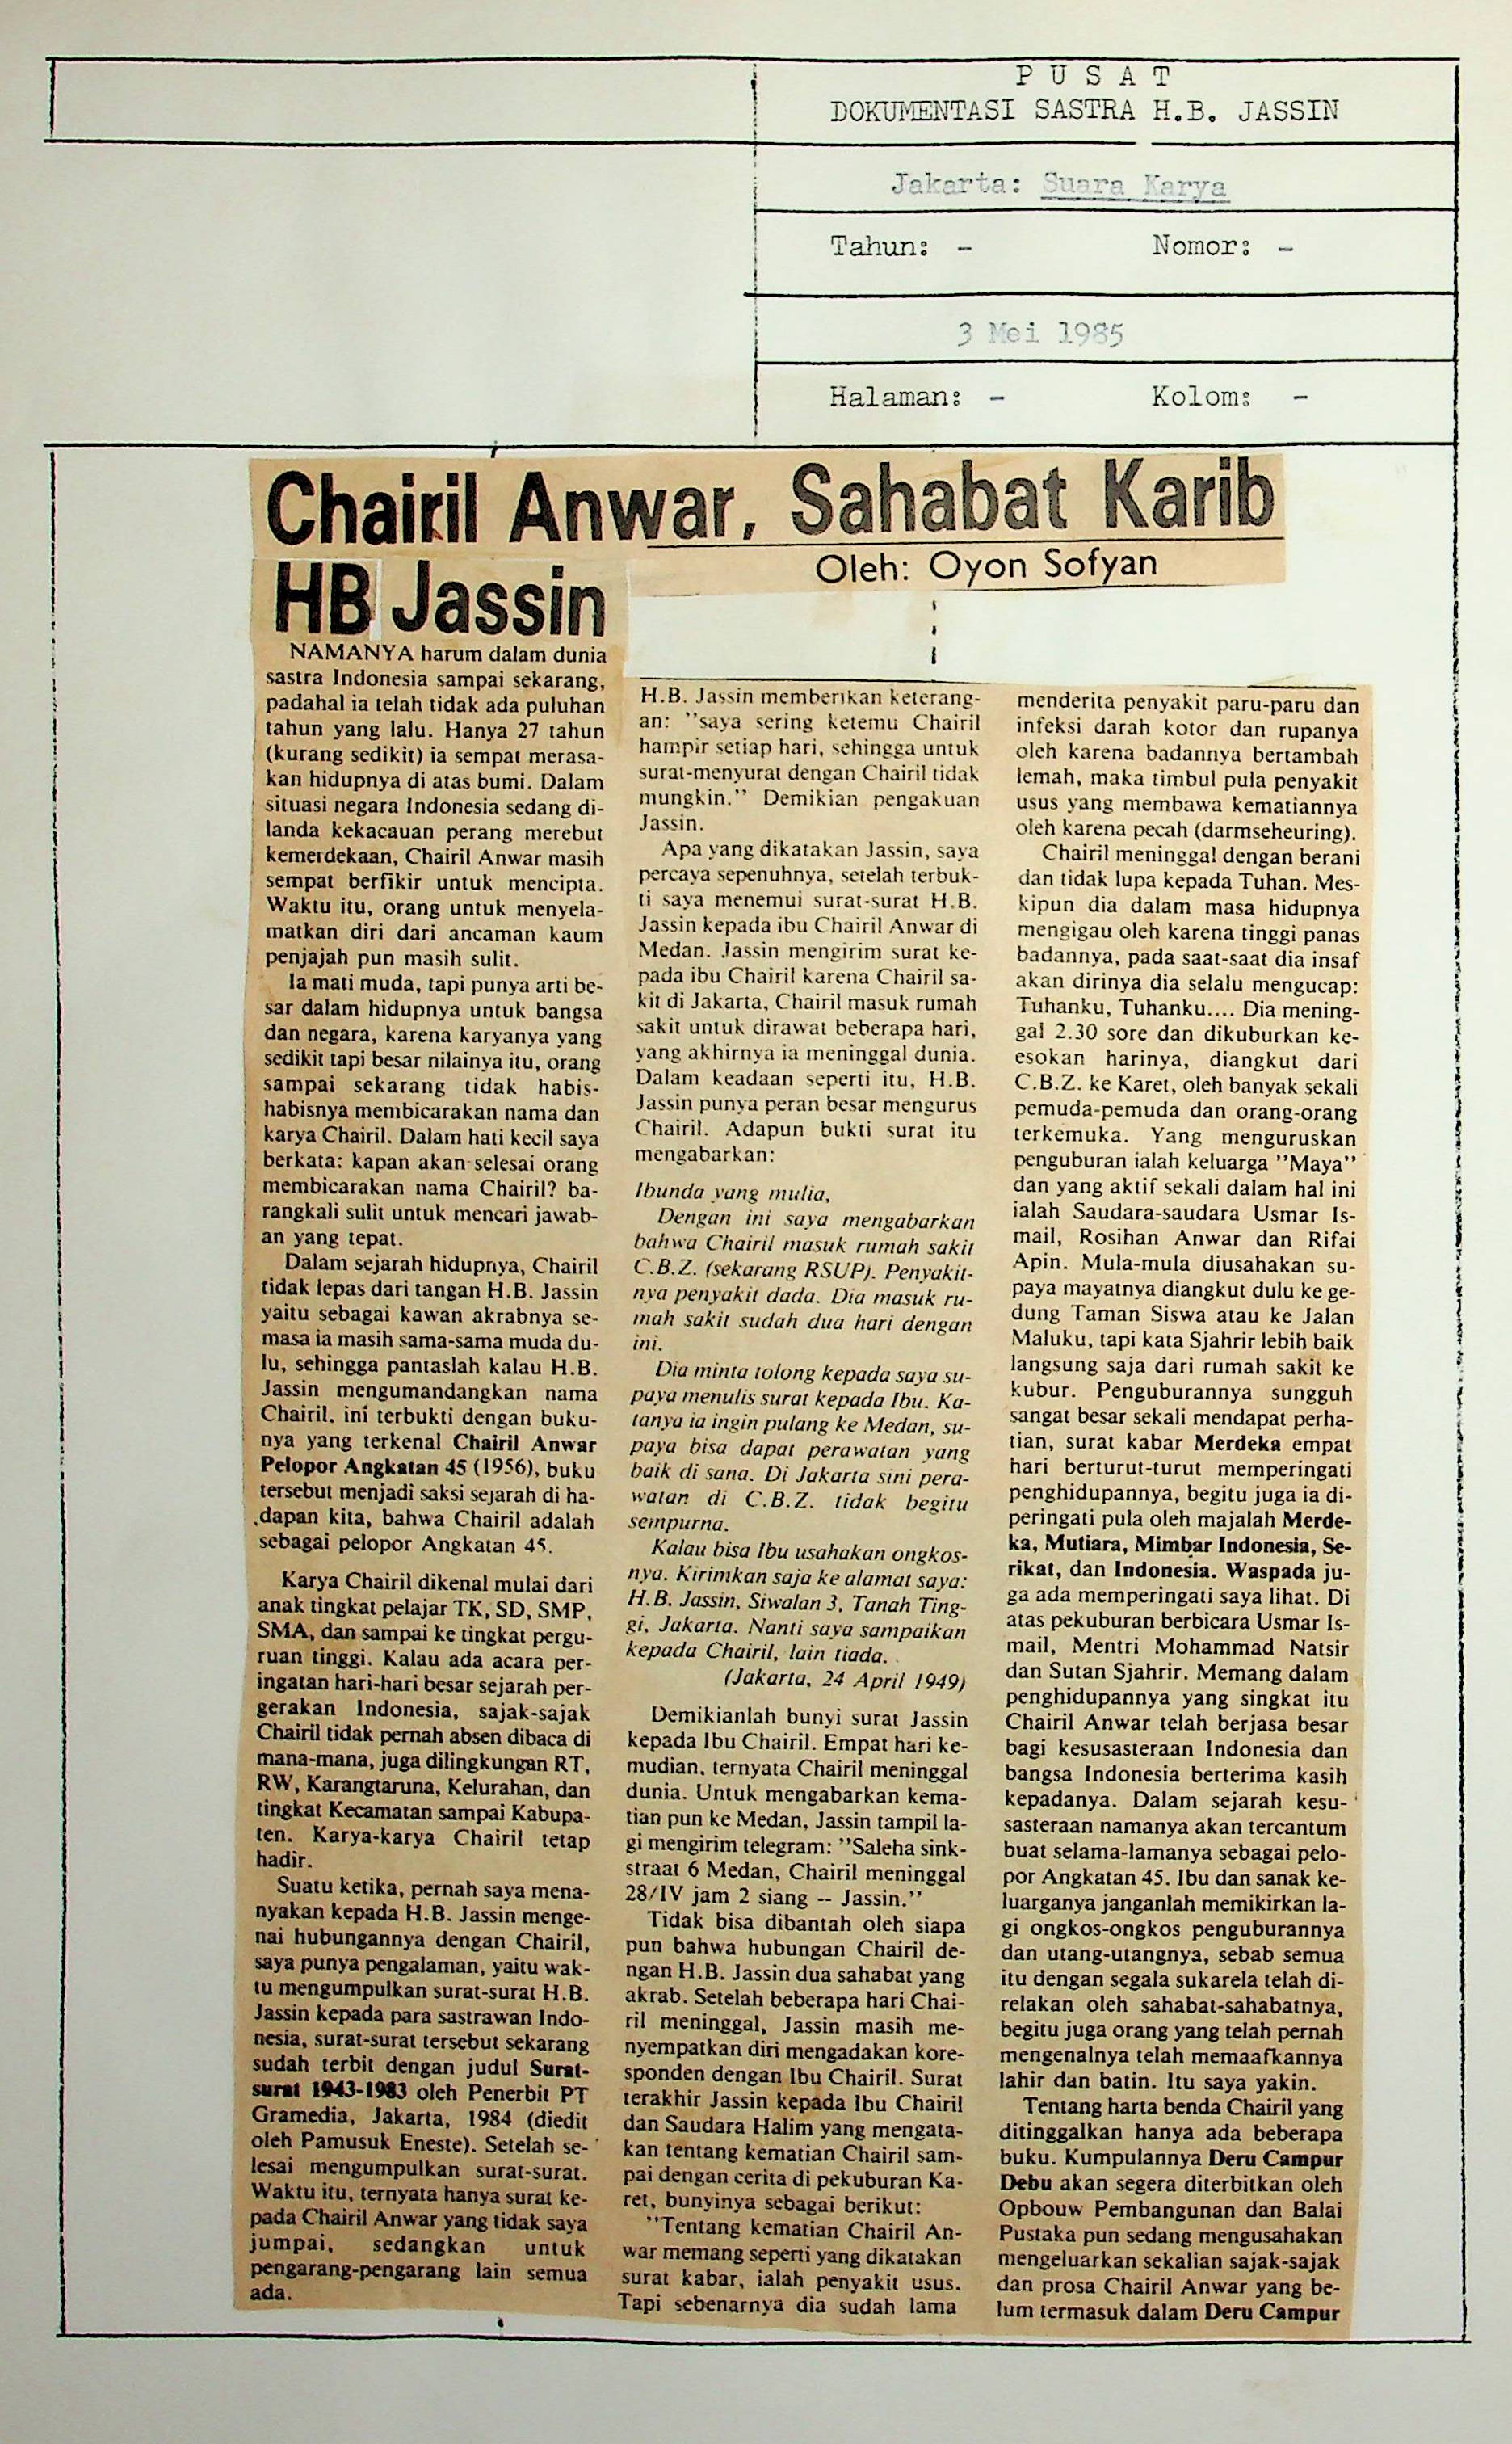 P U S A T
DOKUMENTASI SASTRA H.B. JASSIN
Jakarta: Suara Karya
Tahun: -          Nomor: -
3 Mei 1985
Halaman: -          Kolom: -
Chairil Anwar, Sahabat Karib
HB Jassin
Oleh: Oyon Sofyan
NAMANYA harum dalam dunia
sastra Indonesia sampai sekarang,
padahal ia telah tidak ada puluhan
tahun yang lalu. Hanya 27 tahun
(kurang sedikit) ia sempat merasa-
kan hidupnya di atas bumi. Dalam
situasi negara Indonesia sedang di-
landa kekacauan perang merebut
kemerdekaan, Chairil Anwar masih
sempat berfikir untuk mencipta.
Waktu itu, orang untuk menyela-
matkan diri dari ancaman kaum
penjajah pun masih sulit.
Ia mati muda, tapi punya arti be-
sar dalam hidupnya untuk bangsa
dan negara, karena karyanya yang
sedikit tapi besar nilainya itu, orang
sampai sekarang tidak habis-
habisnya membicarakan nama dan
karya Chairil. Dalam hati kecil saya
berkata: kapan akan selesai orang
membicarakan nama Chairil? ba-
rangkali sulit untuk mencari jawab-
an yang tepat.
Dalam sejarah hidupnya, Chairil
tidak lepas dari tangan H.B. Jassin
yaitu sebagai kawan akrabnya se-
masa ia masih sama-sama muda du-
lu, sehingga pantaslah kalau H.B.
Jassin mengumandangkan nama
Chairil. ini terbukti dengan buku-
nya yang terkenal Chairil Anwar
Pelopor Angkatan 45 (1956), buku
tersebut menjadi saksi sejarah di ha-
dapan kita, bahwa Chairil adalah
sebagai pelopor Angkatan 45.
Karya Chairil dikenal mulai dari
anak tingkat pelajar TK, SD, SMP,
SMA, dan sampai ke tingkat pergu-
ruan tinggi. Kalau ada acara per-
ingatan hari-hari besar sejarah per-
gerakan Indonesia, sajak-sajak
Chairil tidak pernah absen dibaca di
mana-mana, juga dilingkungan RT,
RW, Karangtaruna, Kelurahan, dan
tingkat Kecamatan sampai Kabupa-
ten. Karya-karya Chairil tetap
hadir.
Suatu ketika, pernah saya mena-
nyakan kepada H.B. Jassin menge-
nai hubungannya dengan Chairil,
saya punya pengalaman, yaitu wak-
tu mengumpulkan surat-surat H.B.
Jassin kepada para sastrawan Indo-
nesia, surat-surat tersebut sekarang
sudah terbit dengan judul Surat-
surat 1943-1983 oleh Penerbit PT
Gramedia, Jakarta, 1984 (diedit
oleh Pamusuk Eneste). Setelah se-
lesai mengumpulkan surat-surat.
Waktu itu, ternyata hanya surat ke-
pada Chairil Anwar yang tidak saya
jumpai, sedangkan untuk
pengarang-pengarang lain semua
ada.
H.B. Jassin memberikan keterang-
an: ''saya sering ketemu Chairil
hampir setiap hari, sehingga untuk
surat-menyurat dengan Chairil tidak
mungkin.'' Demikian pengakuan
Jassin.
Apa yang dikatakan Jassin, saya
percaya sepenuhnya, setelah terbuk-
ti saya menemui surat-surat H.B.
Jassin kepada ibu Chairil Anwar di
Medan. Jassin mengirim surat ke-
pada ibu Chairil karena Chairil sa-
kit di Jakarta, Chairil masuk rumah
sakit untuk dirawat beberapa hari,
yang akhirnya ia meninggal dunia.
Dalam keadaan seperti itu, H.B.
Jassin punya peran besar mengurus
Chairil. Adapun bukti surat itu
mengabarkan:
Ibunda yang mulia,
Dengan ini saya mengabarkan
bahwa Chairil masuk rumah sakit
C.B.Z. (sekarang RSUP). Penyakit-
nya penyakit dada. Dia masuk ru-
mah sakit sudah dua hari dengan
ini.
Dia minta tolong kepada saya su-
paya menulis surat kepada Ibu. Ka-
tanya ia ingin pulang ke Medan, su-
paya bisa dapat perawatan yang
baik di sana. Di Jakarta sini pera-
watan di C.B.Z. tidak begitu
sempurna.
Kalau bisa Ibu usahakan ongkos-
nya. Kirimkan saja ke alamat saya:
H.B. Jassin, Siwalan 3, Tanah Ting-
gi, Jakarta. Nanti saya sampaikan
kepada Chairil, lain tiada.
(Jakarta, 24 April 1949)
Demikianlah bunyi surat Jassin
kepada Ibu Chairil. Empat hari ke-
mudian, ternyata Chairil meninggal
dunia. Untuk mengabarkan kema-
tian pun ke Medan, Jassin tampil la-
gi mengirim telegram: ''Saleha sink-
straat 6 Medan, Chairil meninggal
28/IV jam 2 siang -- Jassin.''
Tidak bisa dibantah oleh siapa
pun bahwa hubungan Chairil de-
ngan H.B. Jassin dua sahabat yang
akrab. Setelah beberapa hari Chai-
ril meninggal, Jassin masih me-
nyempatkan diri mengadakan kore-
sponden dengan Ibu Chairil. Surat
terakhir Jassin kepada Ibu Chairil
dan Saudara Halim yang mengata-
kan tentang kematian Chairil sam-
pai dengan cerita di pekuburan Ka-
ret, bunyinya sebagai berikut:
''Tentang kematian Chairil An-
war memang seperti yang dikatakan
surat kabar, ialah penyakit usus.
Tapi sebenarnya dia sudah lama
menderita penyakit paru-paru dan
infeksi darah kotor dan rupanya
oleh karena badannya bertambah
lemah, maka timbul pula penyakit
usus yang membawa kematiannya
oleh karena pecah (darmseheuring).
Chairil meninggal dengan berani
dan tidak lupa kepada Tuhan. Mes-
kipun dia dalam masa hidupnya
mengigau oleh karena tinggi panas
badannya, pada saat-saat dia insaf
akan dirinya dia selalu mengucap:
Tuhanku, Tuhanku.... Dia mening-
gal 2.30 sore dan dikuburkan ke-
esokan harinya, diangkut dari
C.B.Z. ke Karet, oleh banyak sekali
pemuda-pemuda dan orang-orang
terkemuka. Yang menguruskan
penguburan ialah keluarga ''Maya''
dan yang aktif sekali dalam hal ini
ialah Saudara-saudara Usmar Is-
mail, Rosihan Anwar dan Rifai
Apin. Mula-mula diusahakan su-
paya mayatnya diangkut dulu ke ge-
dung Taman Siswa atau ke Jalan
Maluku, tapi kata Sjahrir lebih baik
langsung saja dari rumah sakit ke
kubur. Penguburannya sungguh
sangat besar sekali mendapat perha-
tian, surat kabar Merdeka empat
hari berturut-turut memperingati
penghidupannya, begitu juga ia di-
peringati pula oleh majalah Merde-
ka, Mutiara, Mimbar Indonesia, Se-
rikat, dan Indonesia. Waspada ju-
ga ada memperingati saya lihat. Di
atas pekuburan berbicara Usmar Is-
mail, Mentri Mohammad Natsir
dan Sutan Sjahrir. Memang dalam
penghidupannya yang singkat itu
Chairil Anwar telah berjasa besar
bagi kesusasteraan Indonesia dan
bangsa Indonesia berterima kasih
kepadanya. Dalam sejarah kesu-
sasteraan namanya akan tercantum
buat selama-lamanya sebagai pelo-
por Angkatan 45. Ibu dan sanak ke-
luarganya janganlah memikirkan la-
gi ongkos-ongkos penguburannya
dan utang-utangnya, sebab semua
itu dengan segala sukarela telah di-
relakan oleh sahabat-sahabatnya,
begitu juga orang yang telah pernah
mengenalnya telah memaafkannya
lahir dan batin. Itu saya yakin.
Tentang harta benda Chairil yang
ditinggalkan hanya ada beberapa
buku. Kumpulannya Deru Campur
Debu akan segera diterbitkan oleh
Opbouw Pembangunan dan Balai
Pustaka pun sedang mengusahakan
mengeluarkan sekalian sajak-sajak
dan prosa Chairil Anwar yang be-
lum termasuk dalam Deru Campur